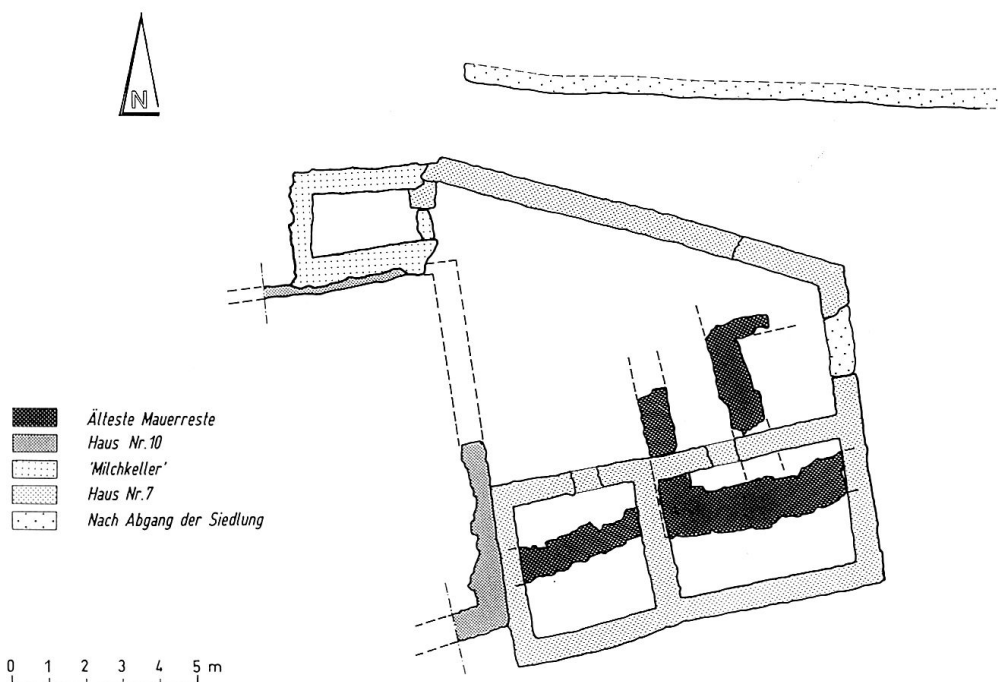 N
Älteste Mauerreste
Haus Nr.10
'Milchkeller'
Haus Nr.7
Nach Abgang der Siedlung
0 1 2 3 4 5 m